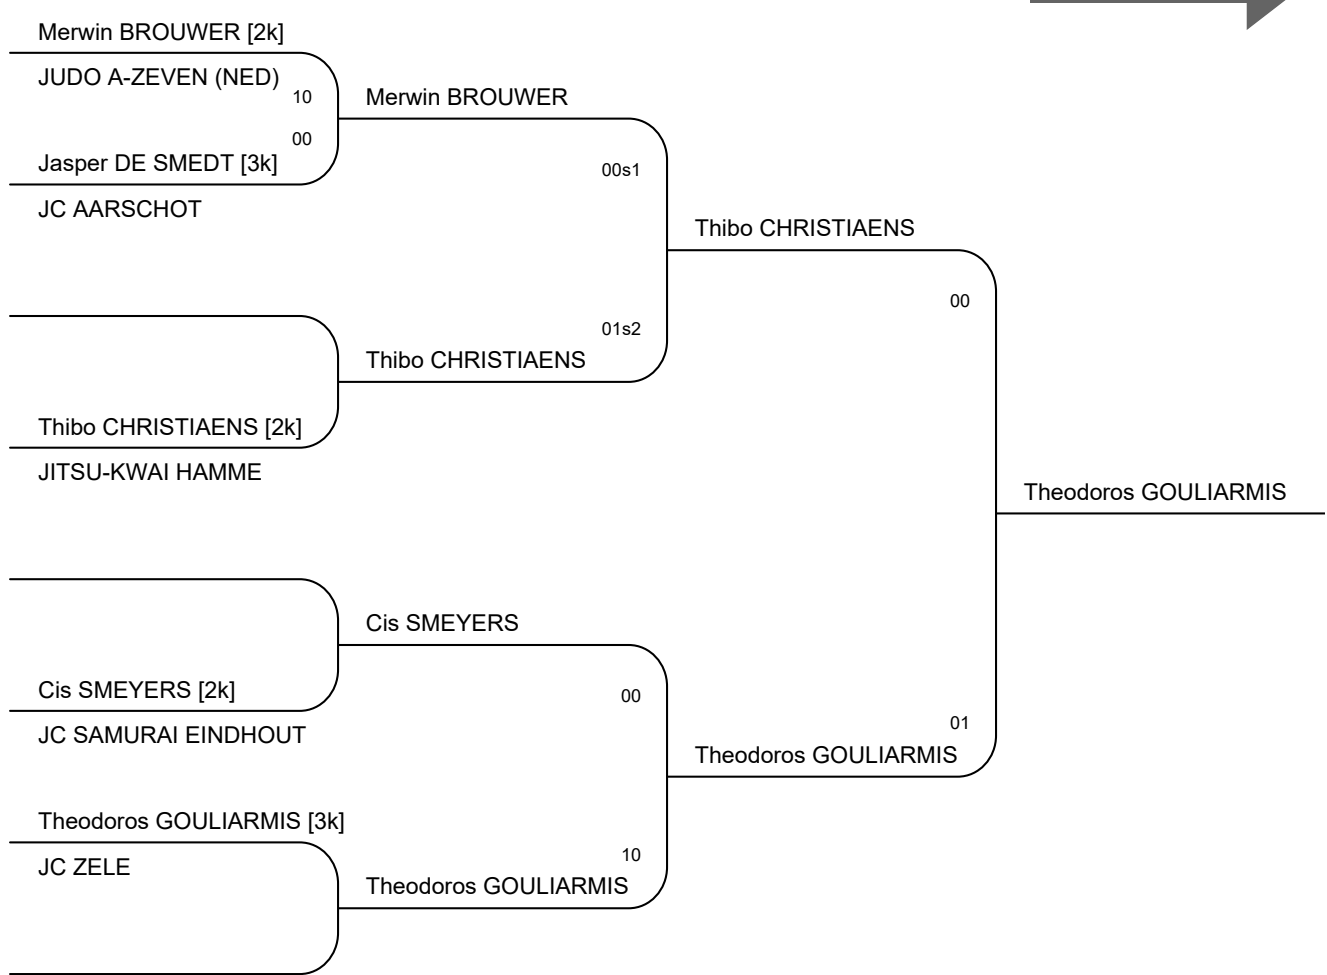 Merwin BROUWER [2k]
JUDO A-ZEVEN (NED)
10
Merwin BROUWER
00
Jasper DE SMEDT [3k]
00s1
JC AARSCHOT
Thibo CHRISTIAENS
00
01s2
Thibo CHRISTIAENS
Thibo CHRISTIAENS [2k]
JITSU-KWAI HAMME
Theodoros GOULIARMIS
Cis SMEYERS
Cis SMEYERS [2k]
00
JC SAMURAI EINDHOUT
01
Theodoros GOULIARMIS
Theodoros GOULIARMIS [3k]
JC ZELE
10
Theodoros GOULIARMIS